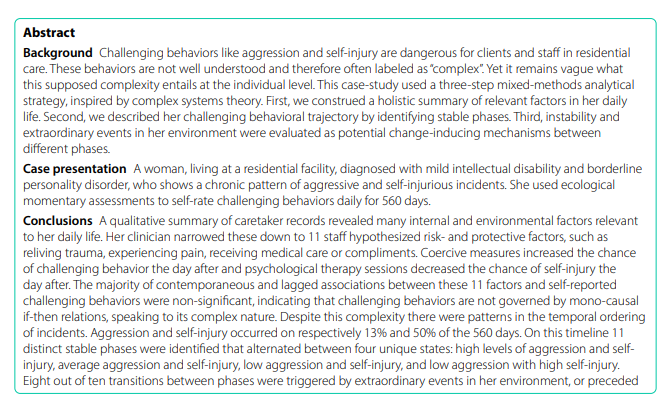 Abstract
Background Challenging behaviors like aggression and self-injury are dangerous for clients and staff in residential
care. These behaviors are not well understood and therefore often labeled as “complex”. Yet it remains vague what
this supposed complexity entails at the individual level. This case-study used a three-step mixed-methods analytical
strategy, inspired by complex systems theory. First, we construed a holistic summary of relevant factors in her daily
life. Second, we described her challenging behavioral trajectory by identifying stable phases. Third, instability and
extraordinary events in her environment were evaluated as potential change-inducing mechanisms between
different phases.
Case presentation A woman, living at a residential facility, diagnosed with mild intellectual disability and borderline
personality disorder, who shows a chronic pattern of aggressive and self-injurious incidents. She used ecological
momentary assessments to self-rate challenging behaviors daily for 560 days.
Conclusions A qualitative summary of caretaker records revealed many internal and environmental factors relevant
to her daily life. Her clinician narrowed these down to 11 staff hypothesized risk- and protective factors, such as
reliving trauma, experiencing pain, receiving medical care or compliments. Coercive measures increased the chance
of challenging behavior the day after and psychological therapy sessions decreased the chance of self-injury the
day after. The majority of contemporaneous and lagged associations between these 11 factors and self-reported
challenging behaviors were non-significant, indicating that challenging behaviors are not governed by mono-causal
if-then relations, speaking to its complex nature. Despite this complexity there were patterns in the temporal ordering
of incidents. Aggression and self-injury occurred on respectively 13% and 50% of the 560 days. On this timeline 11
distinct stable phases were identified that alternated between four unique states: high levels of aggression and self-
injury, average aggression and self-injury, low aggression and self-injury, and low aggression with high self-injury.
Eight out of ten transitions between phases were triggered by extraordinary events in her environment, or preceded